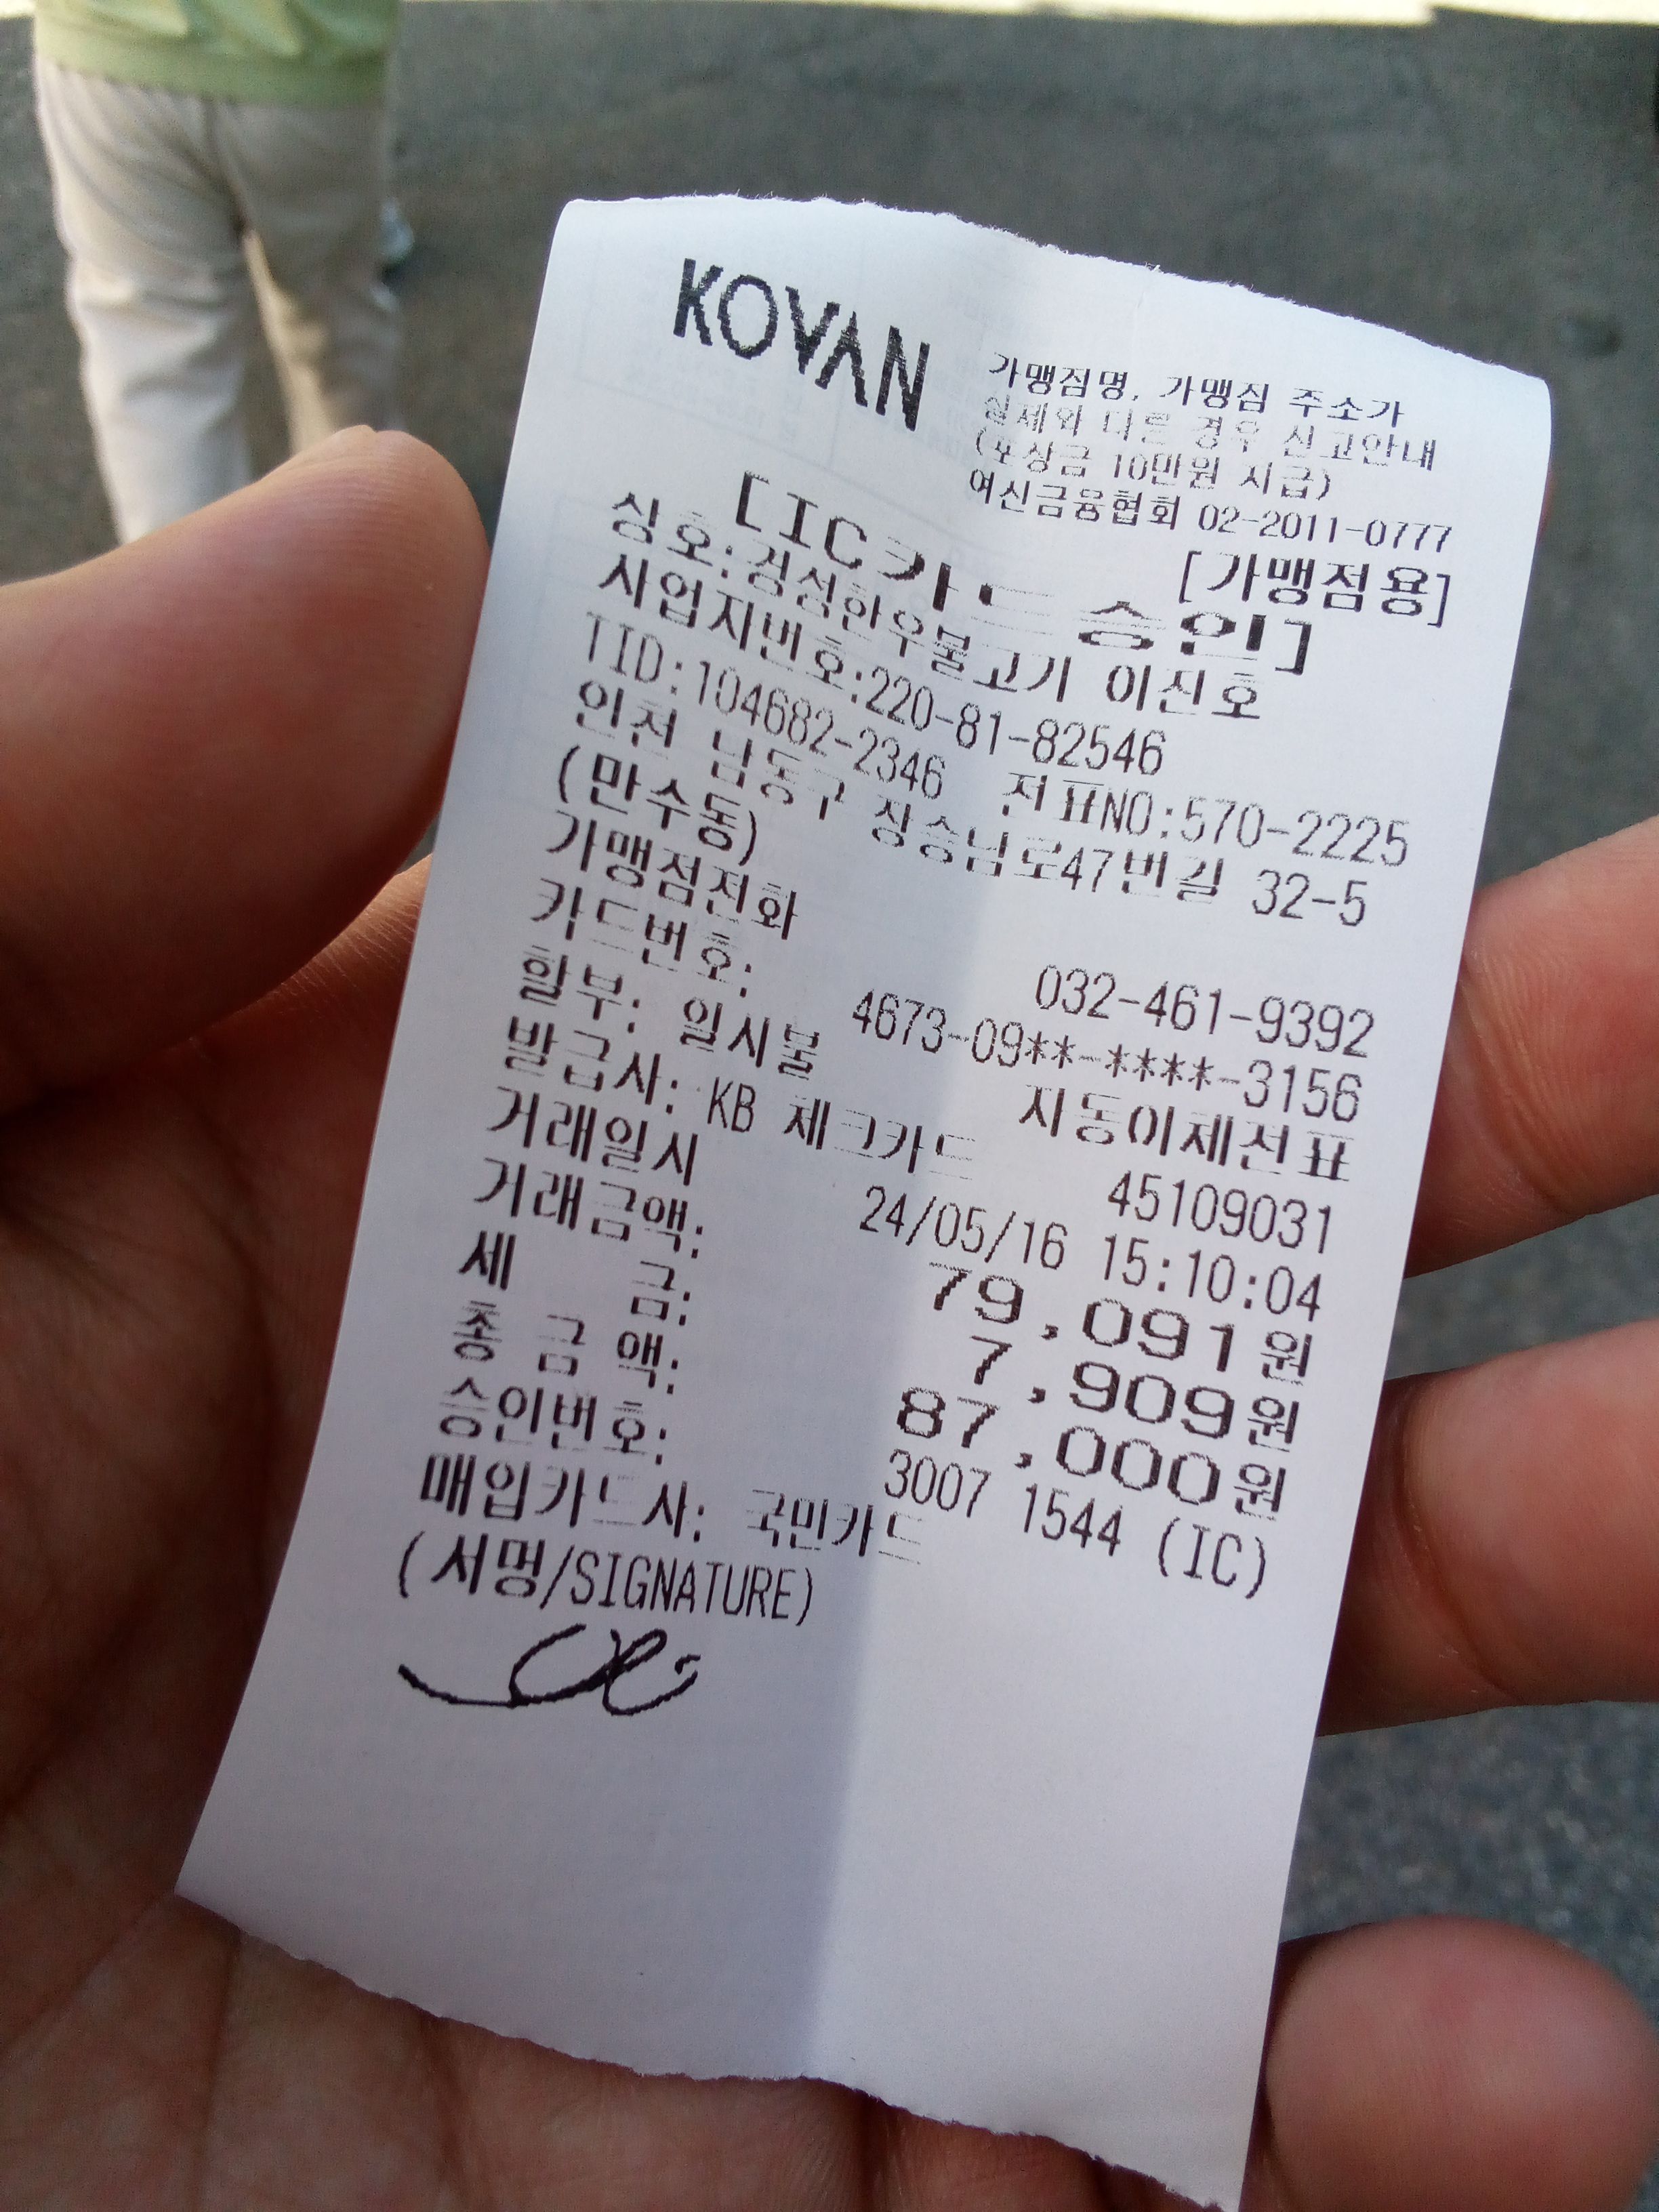 KOVAN
가맹점명, 가맹점 주소가
실제와 다른 경우 신고안내
(포상금 10만원 지급)
여신금융협회 02-2011-0777
[가맹점용]
[IC카드승인]
상호:경성한우불고기 이진호
사업자번호:220-81-82546
TID:104682-2346 전표NO:570-2225
인천 남동구 장승남로47번길 32-5
(만수동)
가맹점전화 032-461-9392
카드번호: 4673-09**-****-3156
할부: 일시불 자동이체전표
발급사: KB 체크카드 45109031
거래일시 24/05/16 15:10:04
거래금액: 79,091원
세 금: 7,909원
총 금 액: 87,000원
승인번호: 3007 1544 (IC)
매입카드사: 국민카드
(서명/SIGNATURE)